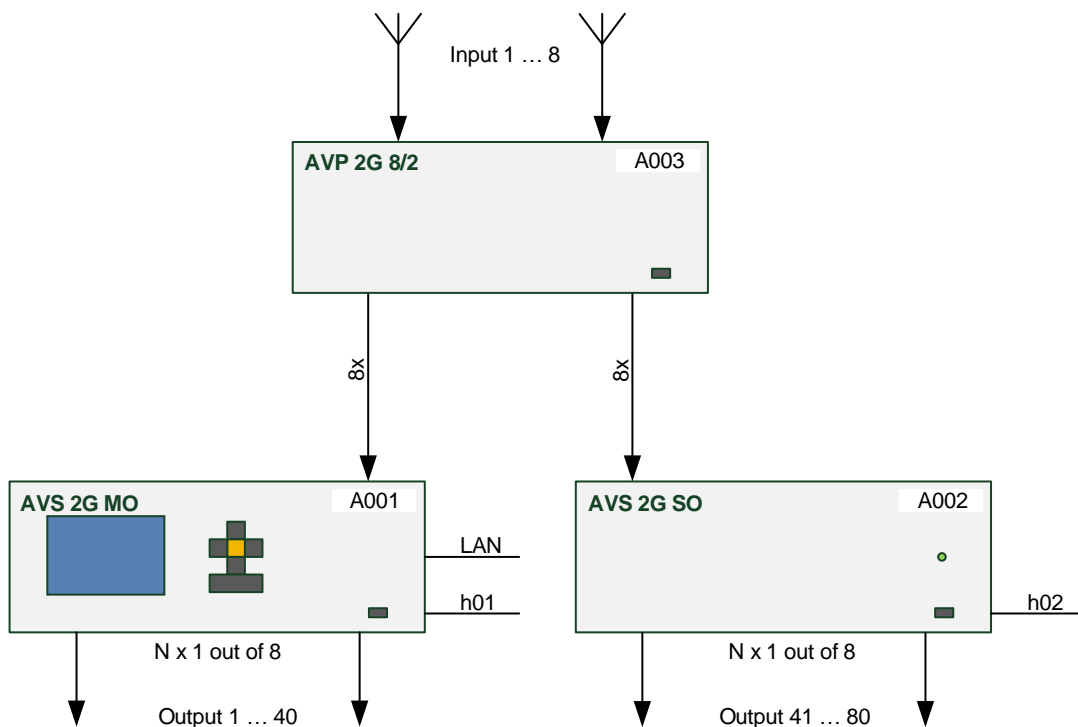 Input 1 … 8
AVP 2G 8/2
A003
8x
8x
AVS 2G MO
A001
LAN
h01
N x 1 out of 8
Output 1 … 40
AVS 2G SO
A002
h02
N x 1 out of 8
Output 41 … 80